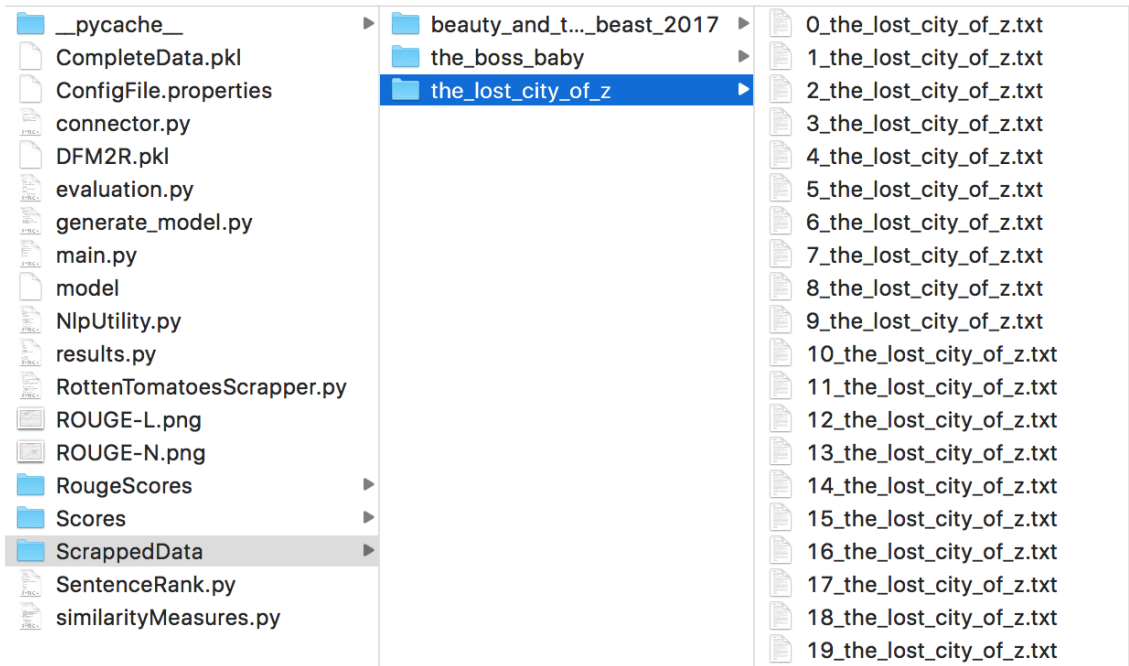 __pycache__
CompleteData.pkl
ConfigFile.properties
connector.py
DFM2R.pkl
evaluation.py
generate_model.py
main.py
model
NlpUtility.py
results.py
RottenTomatoesScrapper.py
ROUGE-L.png
ROUGE-N.png
RougeScores
Scores
ScrappedData
SentenceRank.py
similarityMeasures.py
beauty_and_t..._beast_2017
the_boss_baby
the_lost_city_of_z
0_the_lost_city_of_z.txt
1_the_lost_city_of_z.txt
2_the_lost_city_of_z.txt
3_the_lost_city_of_z.txt
4_the_lost_city_of_z.txt
5_the_lost_city_of_z.txt
6_the_lost_city_of_z.txt
7_the_lost_city_of_z.txt
8_the_lost_city_of_z.txt
9_the_lost_city_of_z.txt
10_the_lost_city_of_z.txt
11_the_lost_city_of_z.txt
12_the_lost_city_of_z.txt
13_the_lost_city_of_z.txt
14_the_lost_city_of_z.txt
15_the_lost_city_of_z.txt
16_the_lost_city_of_z.txt
17_the_lost_city_of_z.txt
18_the_lost_city_of_z.txt
19_the_lost_city_of_z.txt